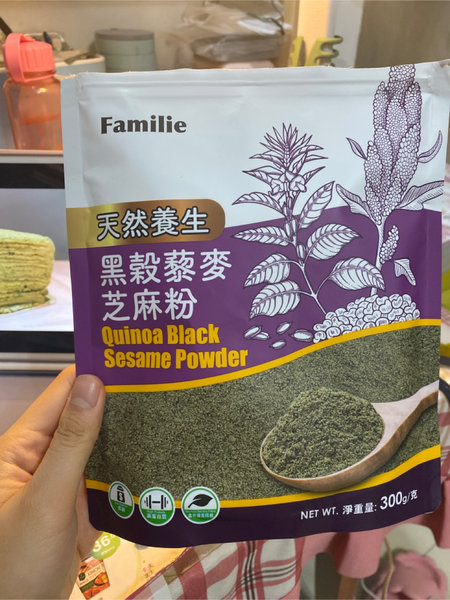 Familie
天然養生
黑穀藜麥
芝麻粉
Quinoa Black
Sesame Powder
NET WT. 淨重量: 300g/克